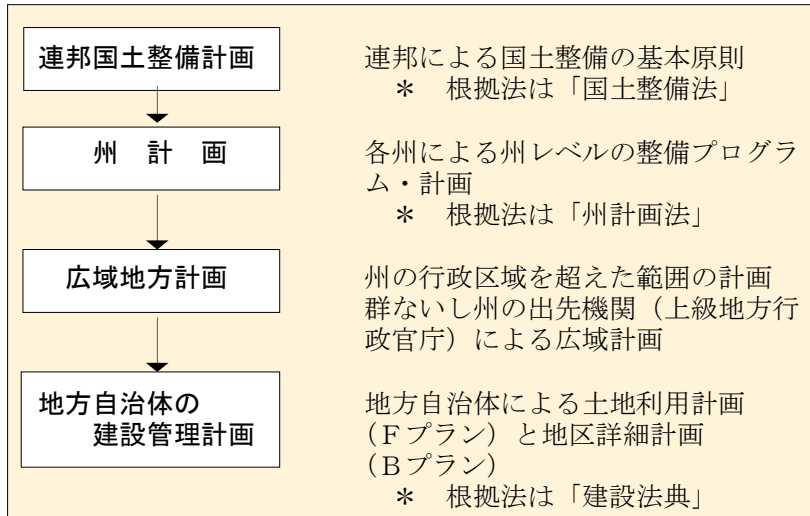 連邦国土整備計画
連邦による国土整備の基本原則
＊　根拠法は「国土整備法」
州　計　画
各州による州レベルの整備プログラ
ム・計画
＊　根拠法は「州計画法」
広域地方計画
州の行政区域を超えた範囲の計画
群ないし州の出先機関（上級地方行
政官庁）による広域計画
地方自治体の
建設管理計画
地方自治体による土地利用計画
（Ｆプラン）と地区詳細計画
（Ｂプラン）
＊　根拠法は「建設法典」